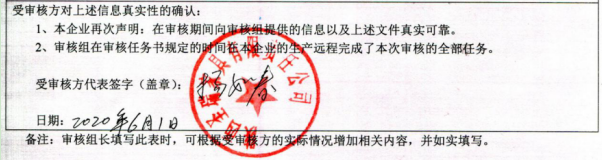 受审核方对上述信息真实性的确认：
1、本企业再次声明：在审核期间向审核组提供的信息以及上述文件真实可靠。
2、审核组在审核任务书规定的时间在本企业的生产远程完成了本次审核的全部任务。
受审核方代表签字（盖章）：
有限责任公司
日期：2020年6月1日
备注：审核组长填写此表时，可根据受审核方的实际情况增加相关内容，并如实填写。